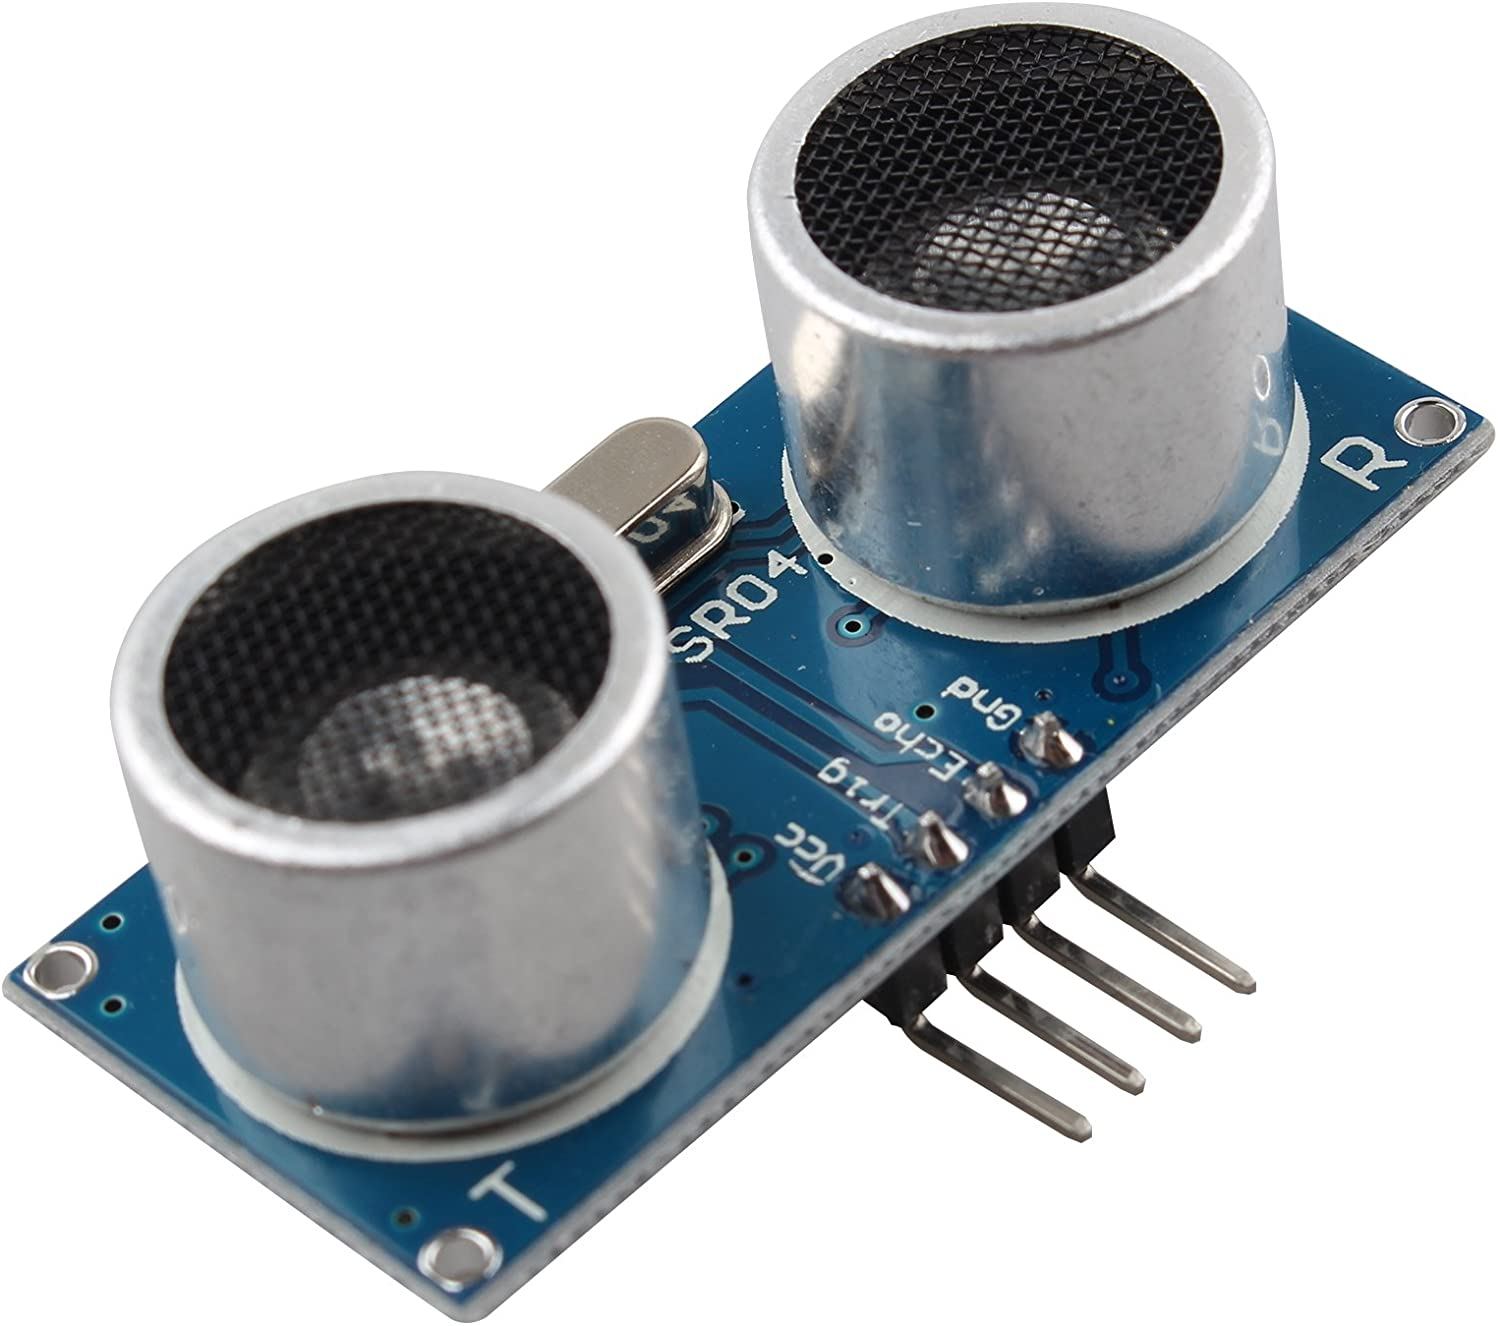 R
SR04
Gnd
Echo
Trig
Vcc
T